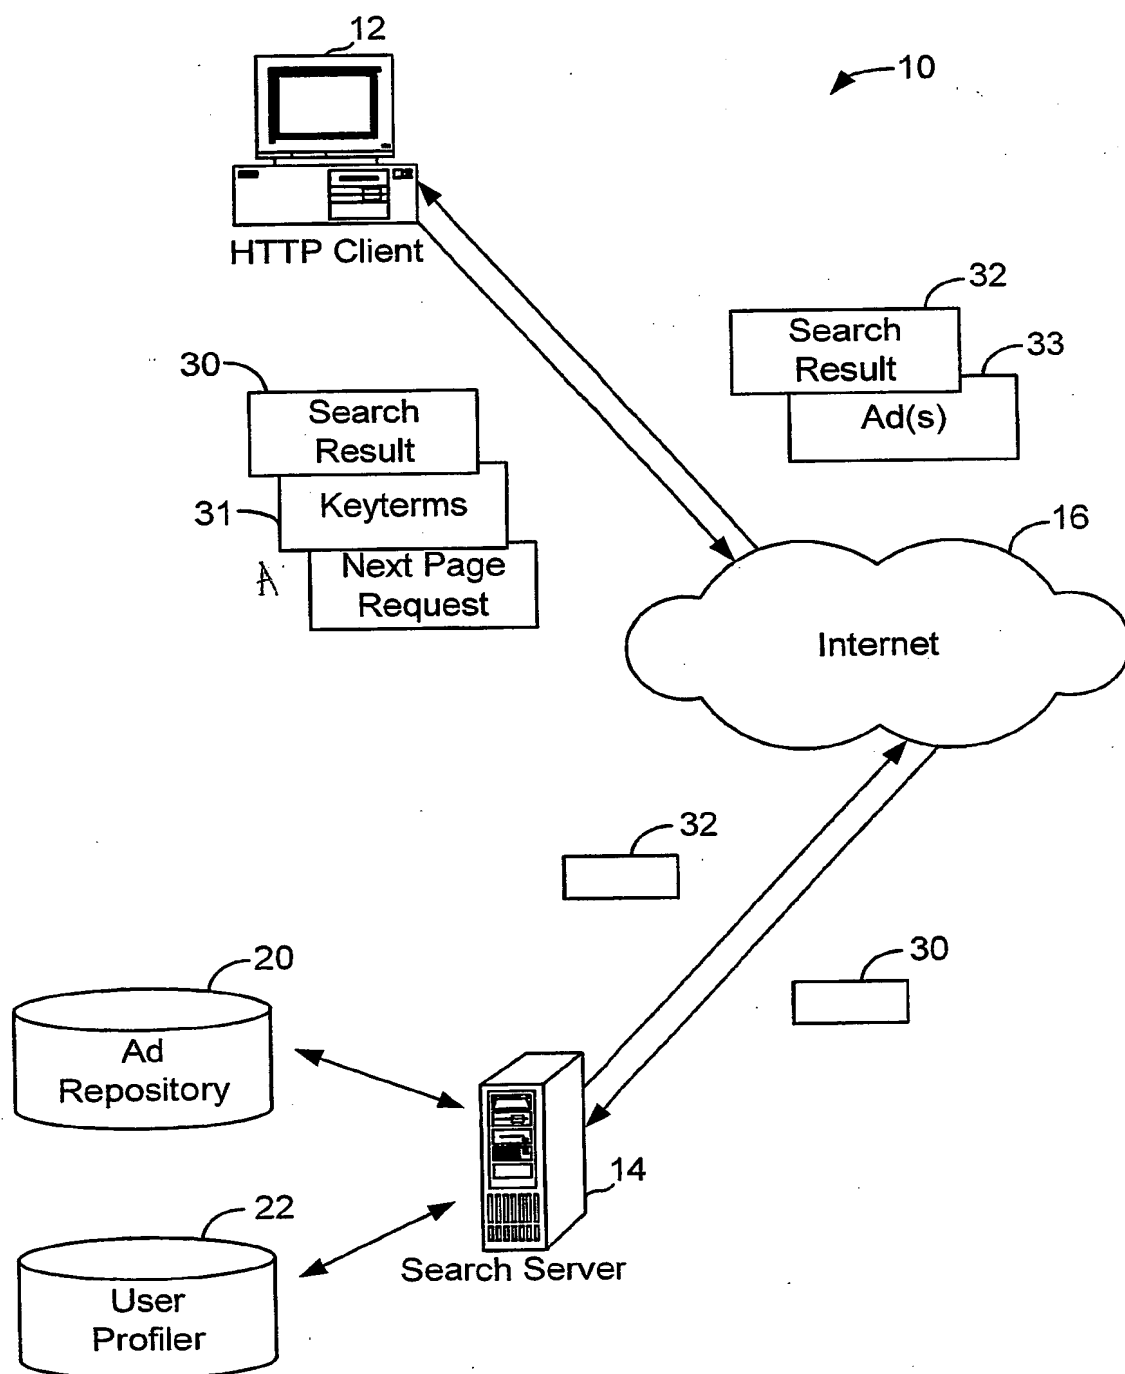 12
10
HTTP Client
32
Search
Result
33
Ad(s)
30
Search
Result
31
Keyterms
A
Next Page
Request
16
Internet
32
30
20
Ad
Repository
14
Search Server
22
User
Profiler